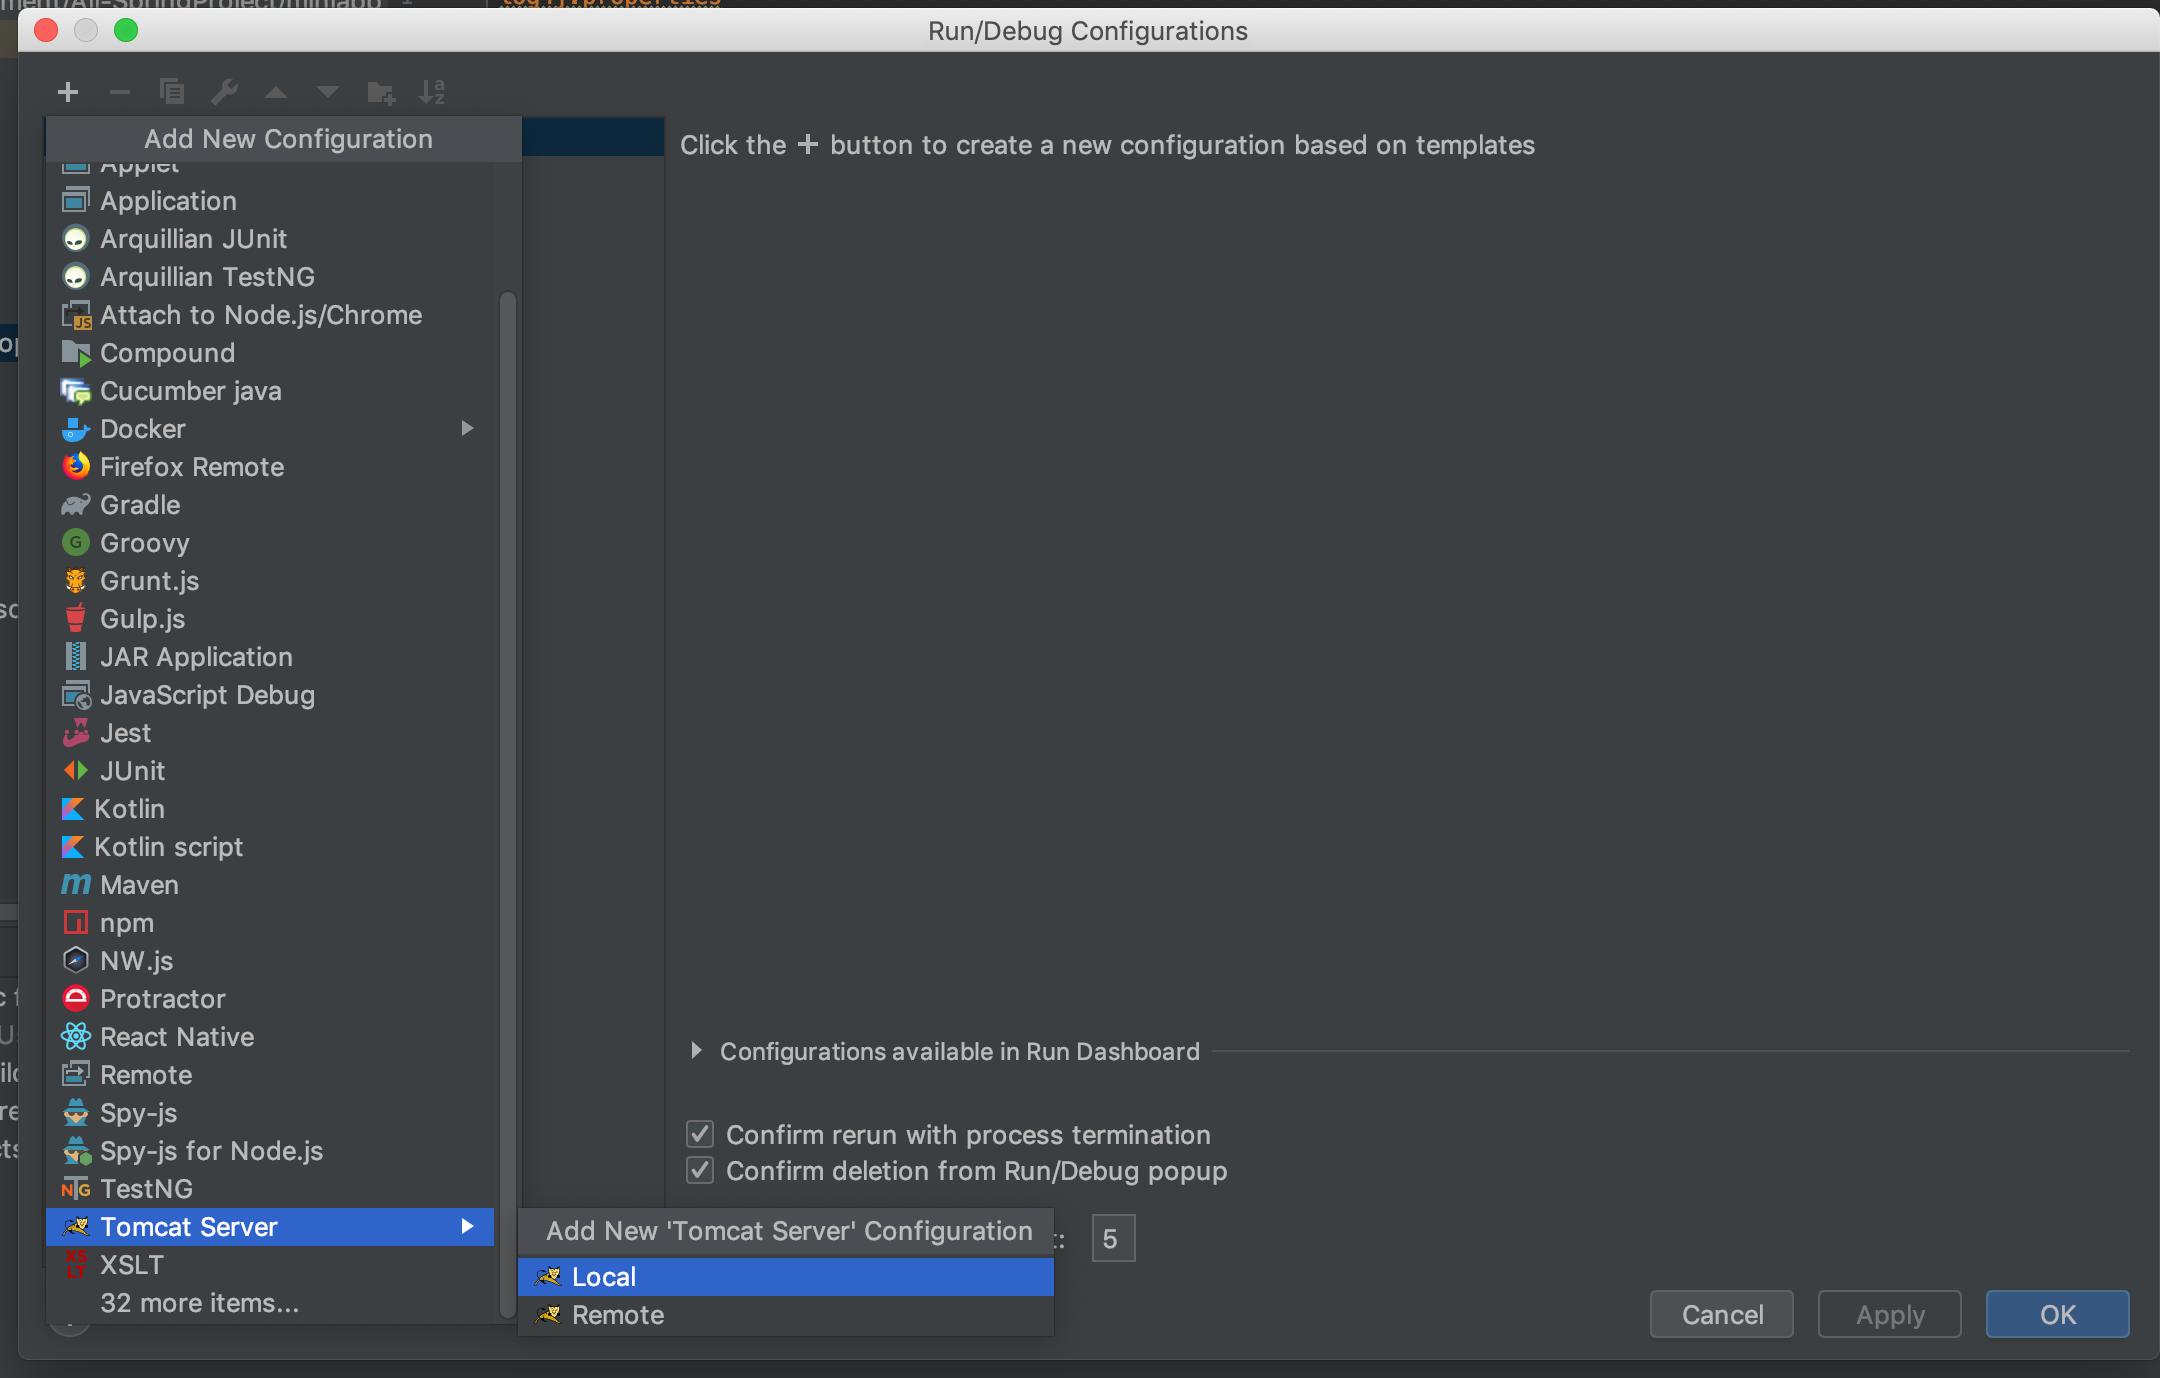 Run/Debug Configurations
Add New Configuration
Click the + button to create a new configuration based on templates
Applet
Application
Arquillian JUnit
Arquillian TestNG
Attach to Node.js/Chrome
Compound
Cucumber java
Docker
Firefox Remote
Gradle
Groovy
Grunt.js
Gulp.js
JAR Application
JavaScript Debug
Jest
JUnit
Kotlin
Kotlin script
Maven
npm
NW.js
Protractor
React Native
Remote
Spy-js
Spy-js for Node.js
TestNG
Tomcat Server
XSLT
32 more items...
Configurations available in Run Dashboard
Confirm rerun with process termination
Confirm deletion from Run/Debug popup
Add New 'Tomcat Server' Configuration
t: 5
Local
Remote
Cancel
Apply
OK